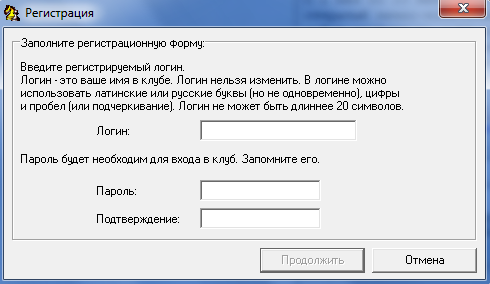 Регистрация
Заполните регистрационную форму:
Введите регистрируемый логин.
Логин - это ваше имя в клубе. Логин нельзя изменить. В логине можно
использовать латинские или русские буквы (но не одновременно), цифры
и пробел (или подчеркивание). Логин не может быть длиннее 20 символов.
Логин:
Пароль будет необходим для входа в клуб. Запомните его.
Пароль:
Подтверждение:
Продолжить Отмена